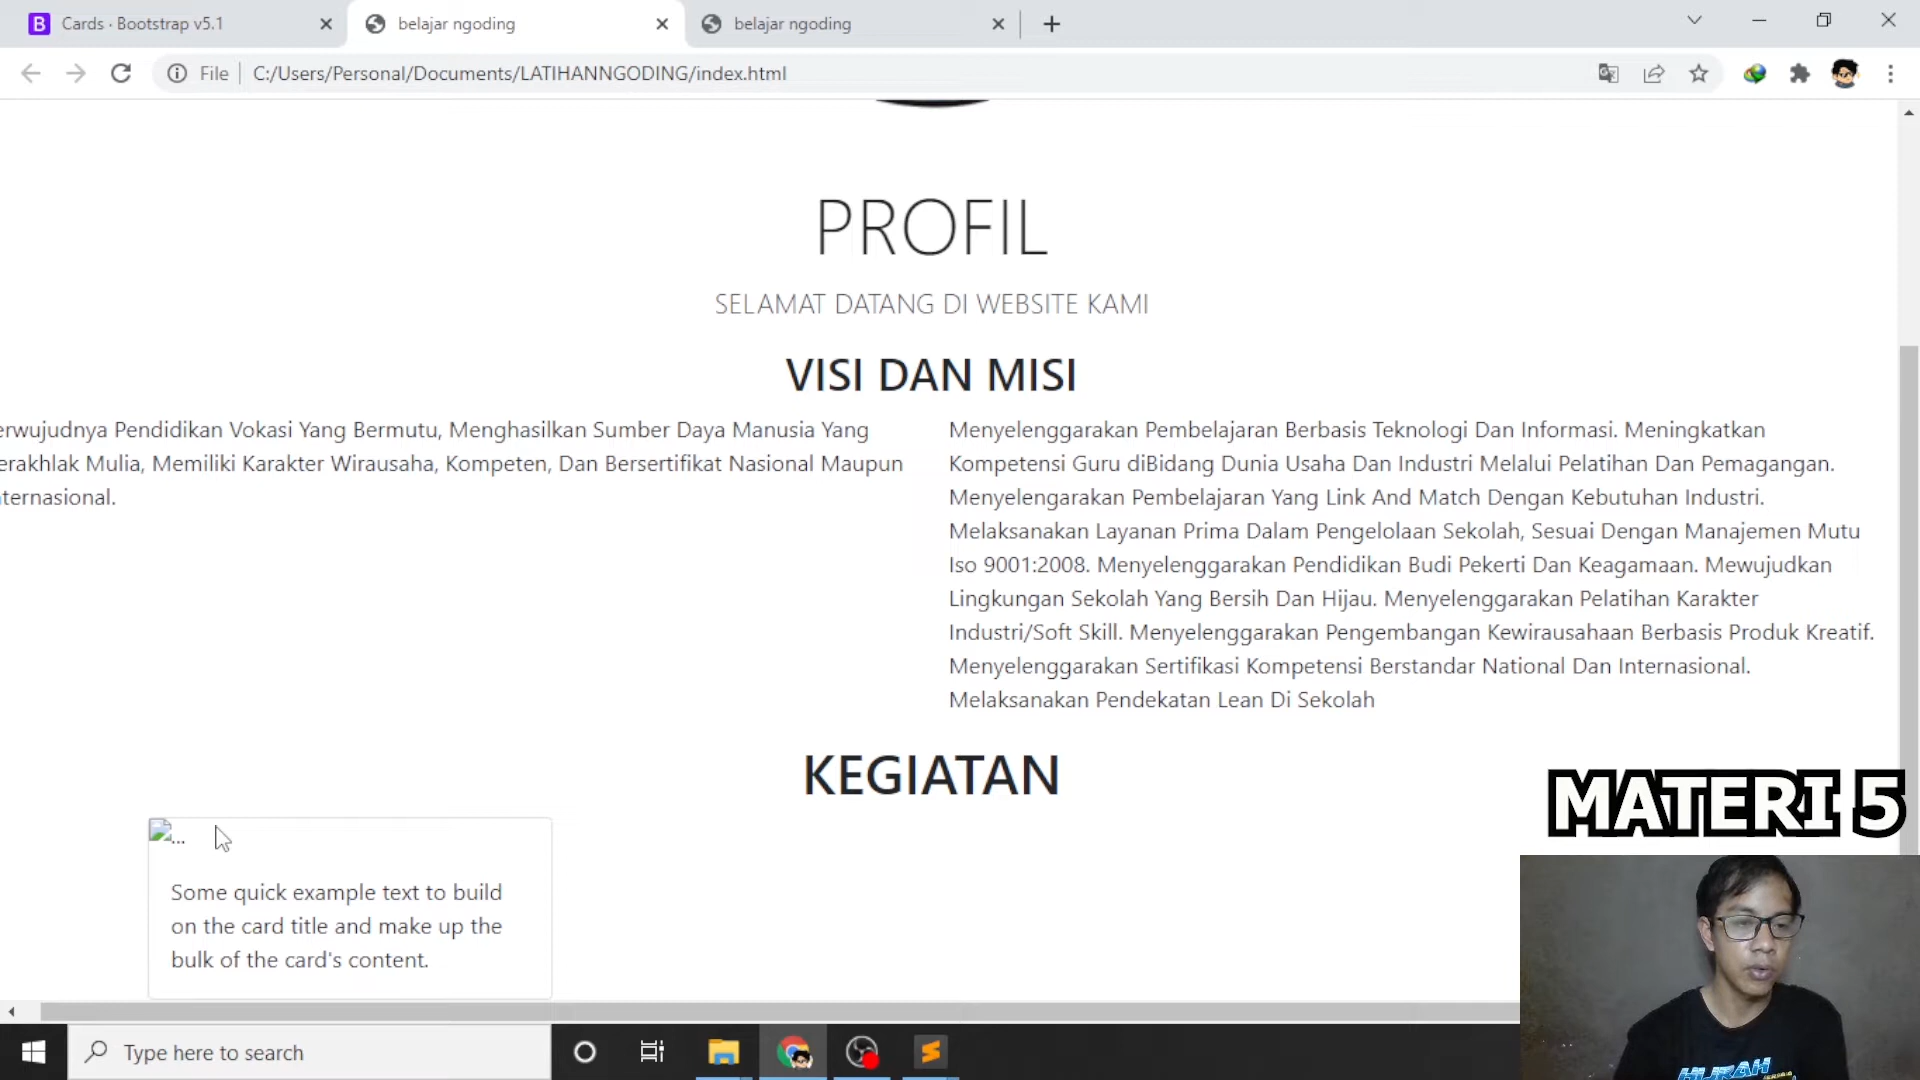 Cards · Bootstrap v5.1
belajar ngoding
belajar ngoding
File
C:/Users/Personal/Documents/LATIHANNGODING/index.html
PROFIL
SELAMAT DATANG DI WEBSITE KAMI
VISI DAN MISI
erwujudnya Pendidikan Vokasi Yang Bermutu, Menghasilkan Sumber Daya Manusia Yang
erakhlak Mulia, Memiliki Karakter Wirausaha, Kompeten, Dan Bersertifikat Nasional Maupun
nternasional.
Menyelenggarakan Pembelajaran Berbasis Teknologi Dan Informasi. Meningkatkan
Kompetensi Guru diBidang Dunia Usaha Dan Industri Melalui Pelatihan Dan Pemagangan.
Menyelengarakan Pembelajaran Yang Link And Match Dengan Kebutuhan Industri.
Melaksanakan Layanan Prima Dalam Pengelolaan Sekolah, Sesuai Dengan Manajemen Mutu
Iso 9001:2008. Menyelenggarakan Pendidikan Budi Pekerti Dan Keagamaan. Mewujudkan
Lingkungan Sekolah Yang Bersih Dan Hijau. Menyelenggarakan Pelatihan Karakter
Industri/Soft Skill. Menyelenggarakan Pengembangan Kewirausahaan Berbasis Produk Kreatif.
Menyelenggarakan Sertifikasi Kompetensi Berstandar National Dan Internasional.
Melaksanakan Pendekatan Lean Di Sekolah
KEGIATAN
...
Some quick example text to build
on the card title and make up the
bulk of the card's content.
MATERI 5
Type here to search